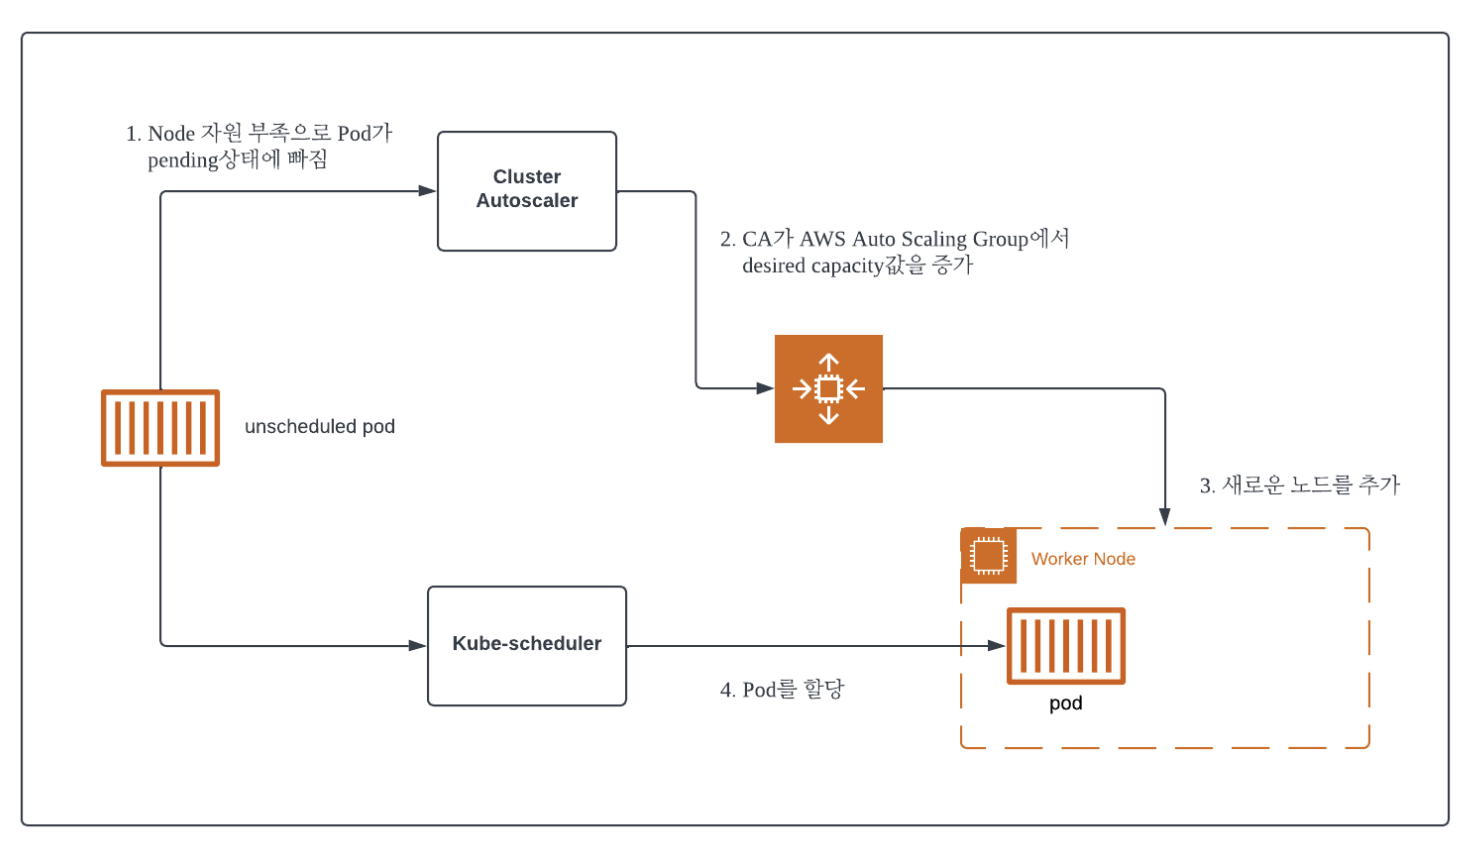 1. Node 자원 부족으로 Pod가
pending상태에 빠짐
Cluster
Autoscaler
2. CA가 AWS Auto Scaling Group에서
desired capacity값을 증가
unscheduled pod
3. 새로운 노드를 추가
Worker Node
Kube-scheduler
4. Pod를 할당
pod